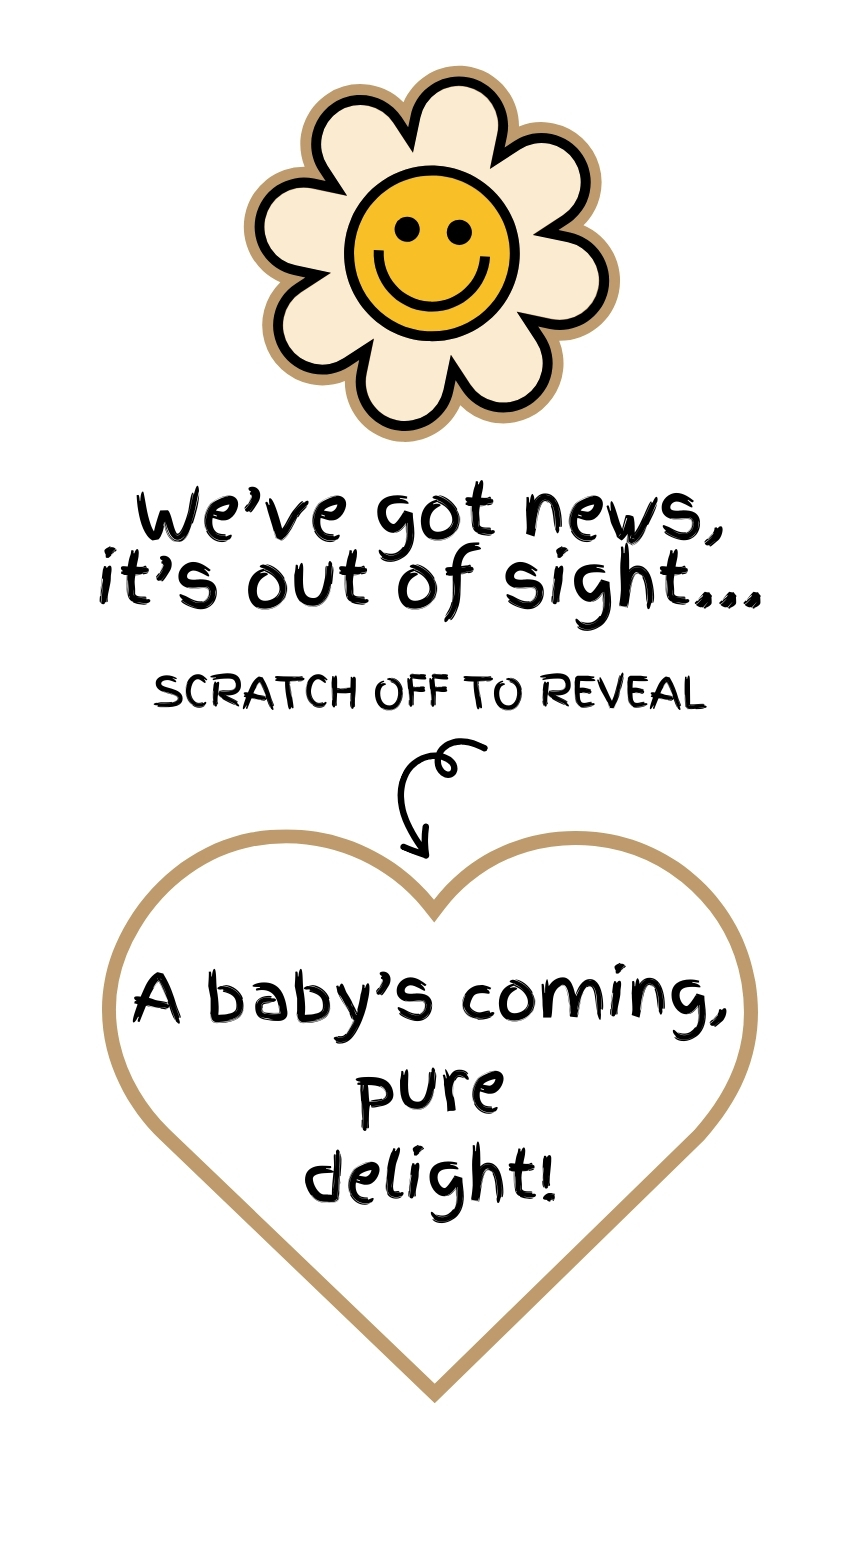 We've got news,
it's out of sight...
SCRATCH OFF TO REVEAL
A baby's coming,
pure
delight!